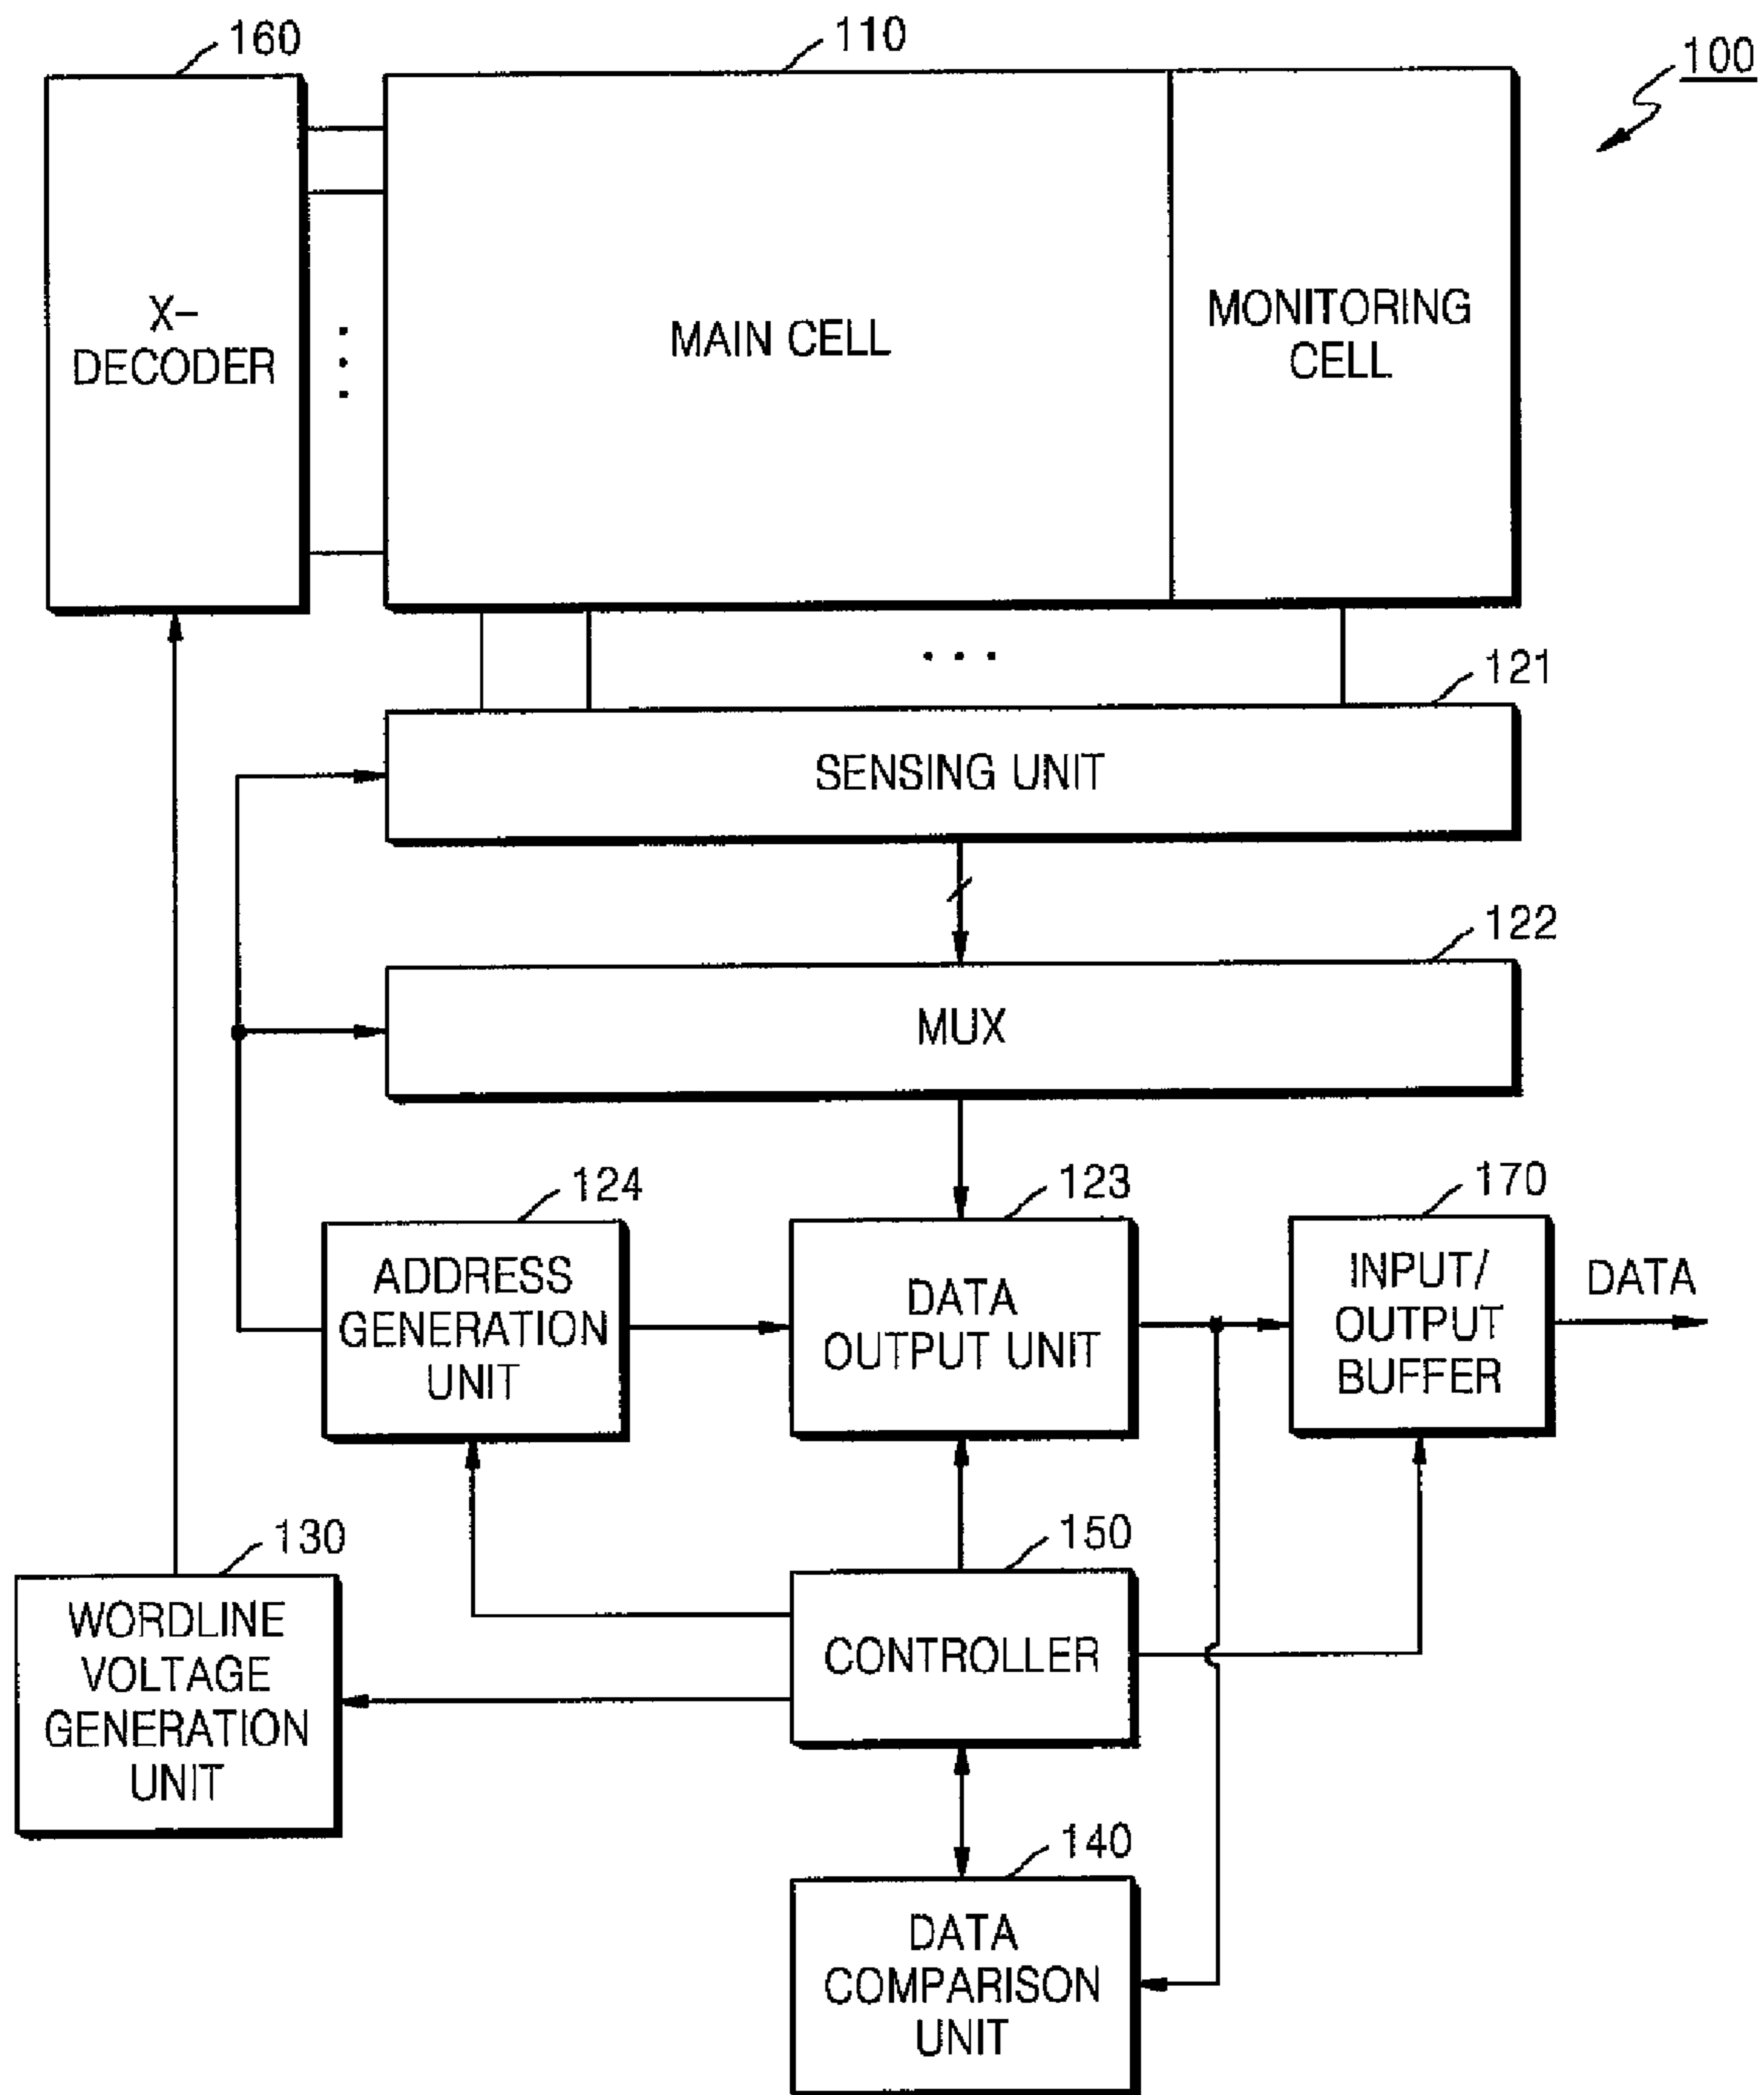 160
110
100
X-
DECODER
MAIN CELL
MONITORING
CELL
121
SENSING UNIT
122
MUX
124
123
170
ADDRESS
GENERATION
UNIT
DATA
OUTPUT UNIT
INPUT/
OUTPUT
BUFFER
DATA
130
150
WORDLINE
VOLTAGE
GENERATION
UNIT
CONTROLLER
140
DATA
COMPARISON
UNIT